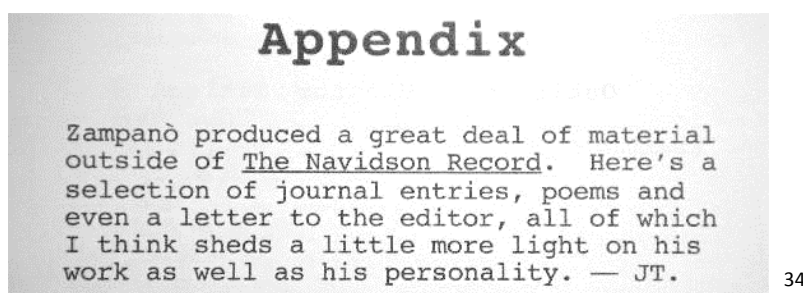 Appendix
Zampanò produced a great deal of material
outside of The Navidson Record.  Here's a
selection of journal entries, poems and
even a letter to the editor, all of which
I think sheds a little more light on his
work as well as his personality. — JT.
34